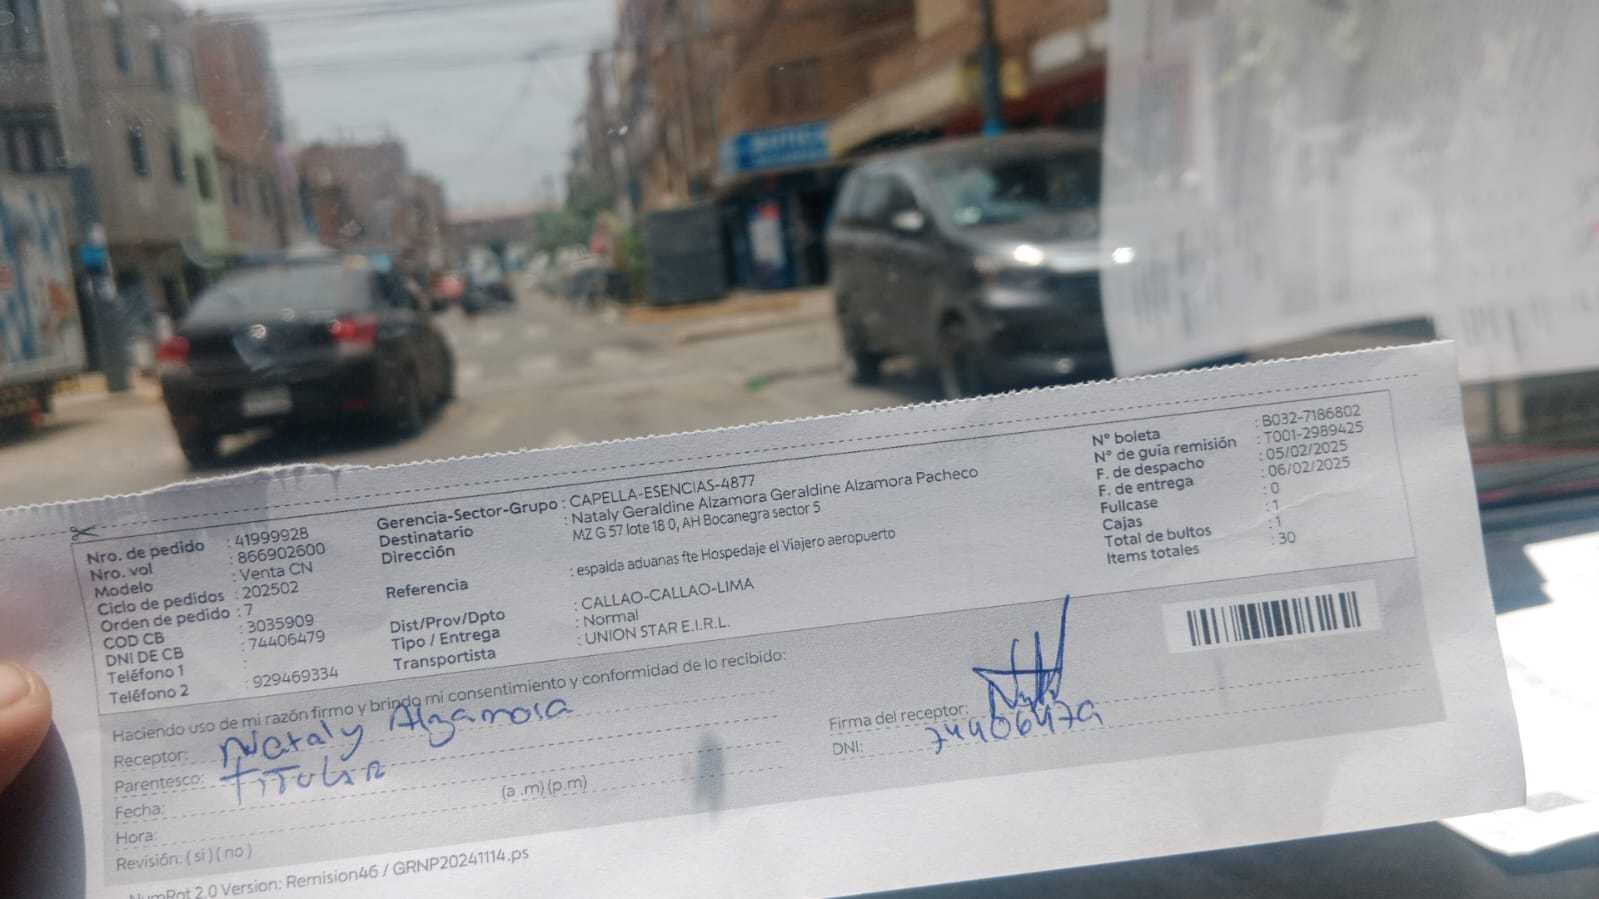 Nro. de pedido : 41999928
Nro. vol : 866902600
Modelo : Venta CN
Ciclo de pedidos : 202502
Orden de pedido : 7
COD CB : 3035909
DNI DE CB : 74406479
Teléfono 1 :
Teléfono 2 : 929469334
Gerencia-Sector-Grupo : CAPELLA-ESENCIAS-4877
Destinatario : Nataly Geraldine Alzamora Geraldine Alzamora Pacheco
Dirección MZ G 57 lote 18 0, AH Bocanegra sector 5
Referencia : espalda aduanas fte Hospedaje el Viajero aeropuerto
Dist/Prov/Dpto : CALLAO-CALLAO-LIMA
Tipo / Entrega : Normal
Transportista : UNION STAR E.I.R.L.
N° boleta : B032-7186802
N° de guía remisión : T001-2989425
F. de despacho : 05/02/2025
F. de entrega : 06/02/2025
Fullcase : 0
Cajas : 1
Total de bultos : 1
Items totales : 30
Haciendo uso de mi razón firmo y brindo mi consentimiento y conformidad de lo recibido:
Receptor: Nataly Alzamora
Parentesco: Titular
Fecha:
Hora: (a .m) (p.m)
Revisión: ( si ) ( no )
Firma del receptor:
DNI: 74406479
NumPgt 2.0 Version: Remision46 / GRNP20241114.ps